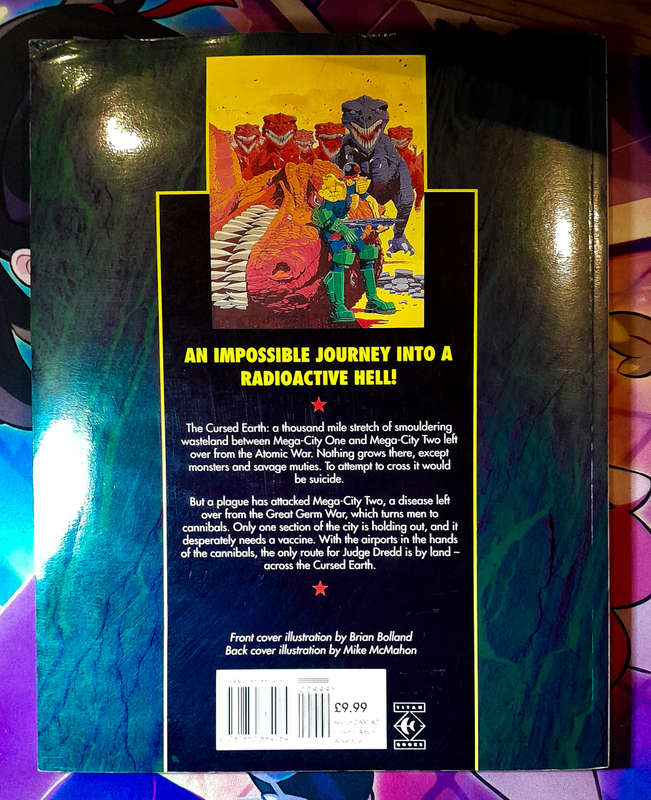 AN IMPOSSIBLE JOURNEY INTO A
RADIOACTIVE HELL!
The Cursed Earth: a thousand mile stretch of smouldering
wasteland between Mega-City One and Mega-City Two left
over from the Atomic War. Nothing grows there, except
monsters and savage muties. To attempt to cross it would
be suicide.
But a plague has attacked Mega-City Two, a disease left
over from the Great Germ War, which turns men to
cannibals. Only one section of the city is holding out, and it
desperately needs a vaccine. With the airports in the hands
of the cannibals, the only route for Judge Dredd is by land –
across the Cursed Earth.
Front cover illustration by Brian Bolland
Back cover illustration by Mike McMahon
£9.99
TITAN
BOOKS